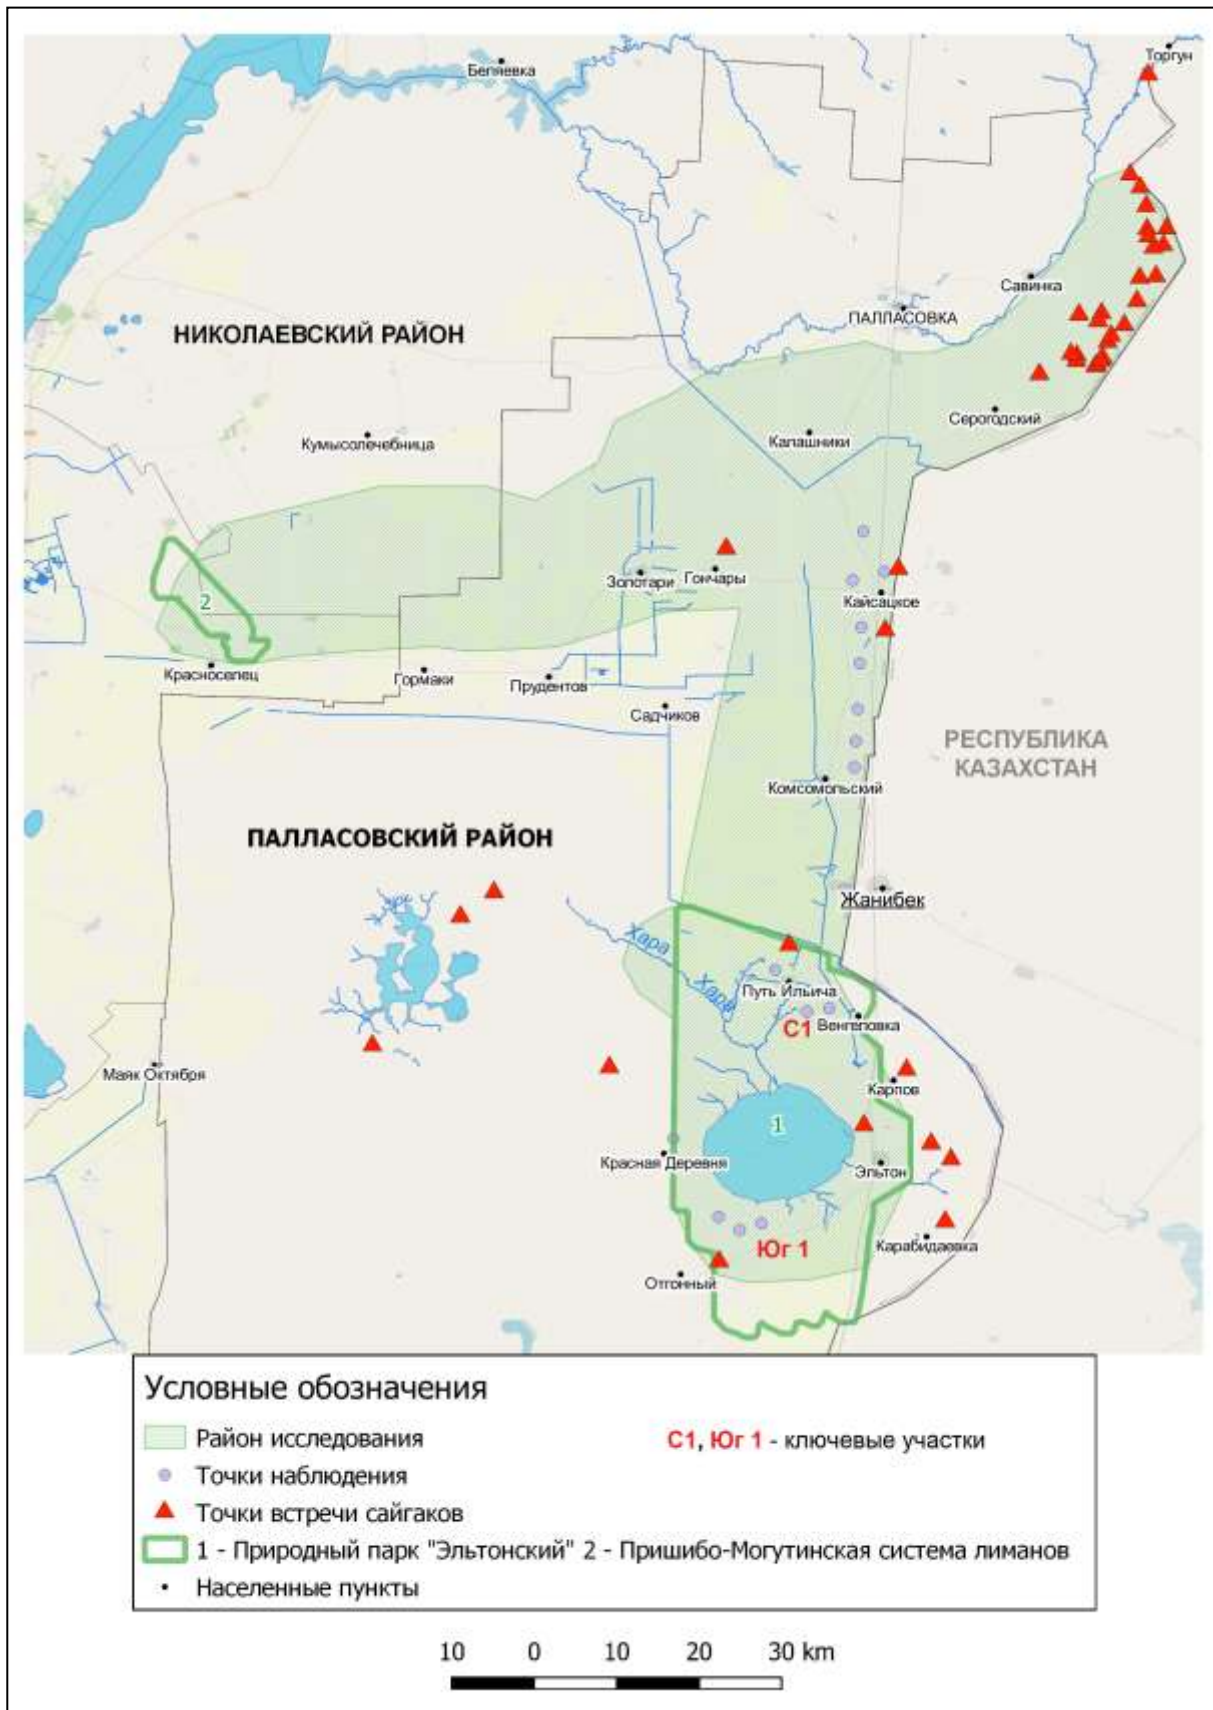 Торгун
Беляевка
Савинка
ПАЛЛАСОВКА
НИКОЛАЕВСКИЙ РАЙОН
Серогодский
Калашники
Кумысолечебница
Золотари
Гончары
Кайсацкое
2
Красноселец
Гормаки
Прудентов
Садчиков
РЕСПУБЛИКА
КАЗАХСТАН
Комсомольский
ПАЛЛАСОВСКИЙ РАЙОН
Жанибек
Хара
Хара
Путь Ильича
С1
Венгеловка
Маяк Октября
Карпов
1
Красная Деревня
Эльтон
Юг 1
Карабидаевка
Отгонный
Условные обозначения
Район исследования
С1, Юг 1 - ключевые участки
Точки наблюдения
Точки встречи сайгаков
1 - Природный парк "Эльтонский" 2 - Пришибо-Могутинская система лиманов
Населенные пункты
10 0 10 20 30 km